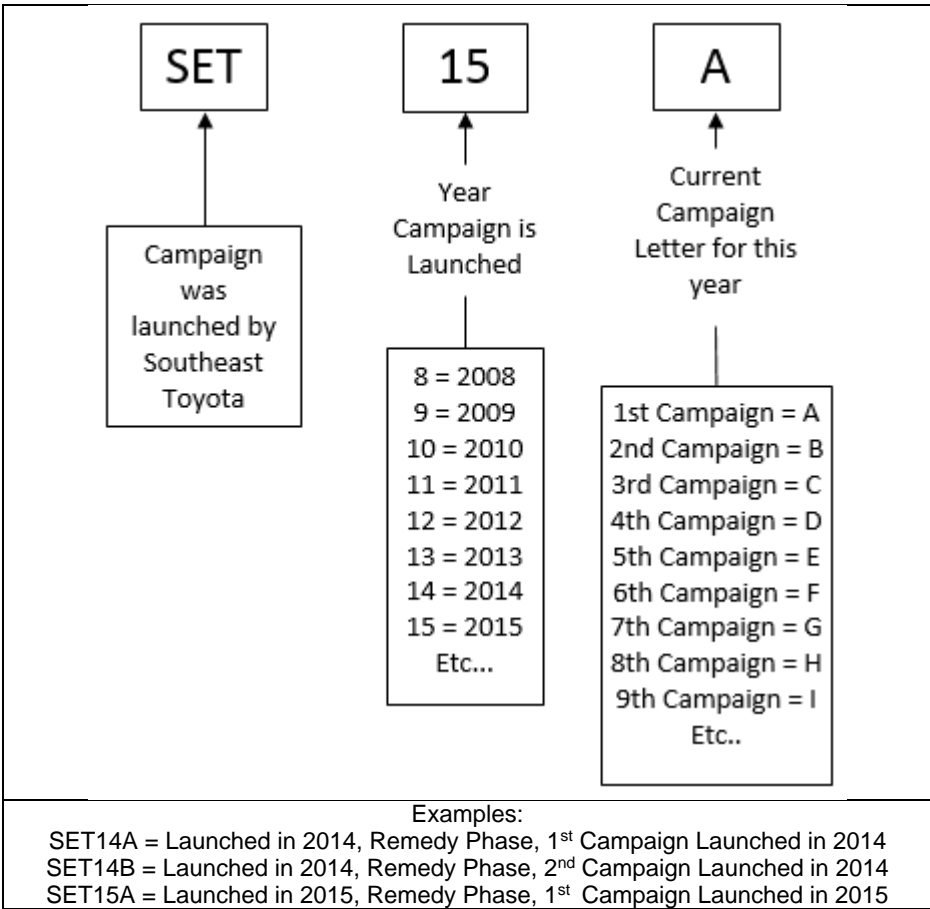 SET
15
A
Campaign
was
launched by
Southeast
Toyota
Year
Campaign is
Launched
8 = 2008
9 = 2009
10 = 2010
11 = 2011
12 = 2012
13 = 2013
14 = 2014
15 = 2015
Etc...
Current
Campaign
Letter for this
year
1st Campaign = A
2nd Campaign = B
3rd Campaign = C
4th Campaign = D
5th Campaign = E
6th Campaign = F
7th Campaign = G
8th Campaign = H
9th Campaign = I
Etc..
Examples:
SET14A = Launched in 2014, Remedy Phase, 1st Campaign Launched in 2014
SET14B = Launched in 2014, Remedy Phase, 2nd Campaign Launched in 2014
SET15A = Launched in 2015, Remedy Phase, 1st Campaign Launched in 2015